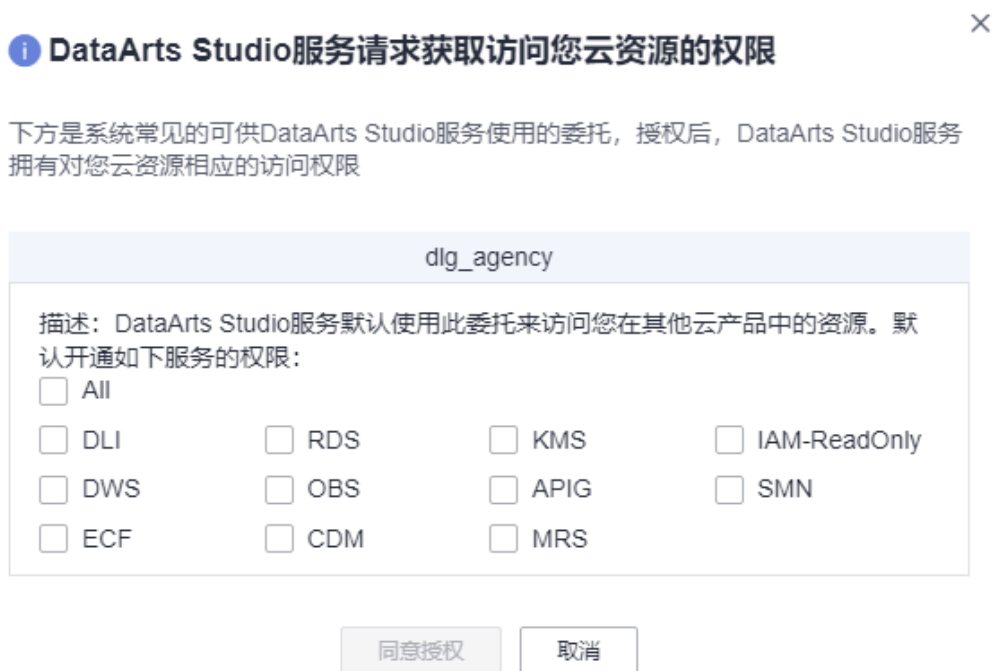 DataArts Studio服务请求获取访问您云资源的权限
下方是系统常见的可供DataArts Studio服务使用的委托，授权后，DataArts Studio服务
拥有对您云资源相应的访问权限
dlg_agency
描述：DataArts Studio服务默认使用此委托来访问您在其他云产品中的资源。默
认开通如下服务的权限：
All
DLI RDS KMS IAM-ReadOnly
DWS OBS APIG SMN
ECF CDM MRS
同意授权 取消